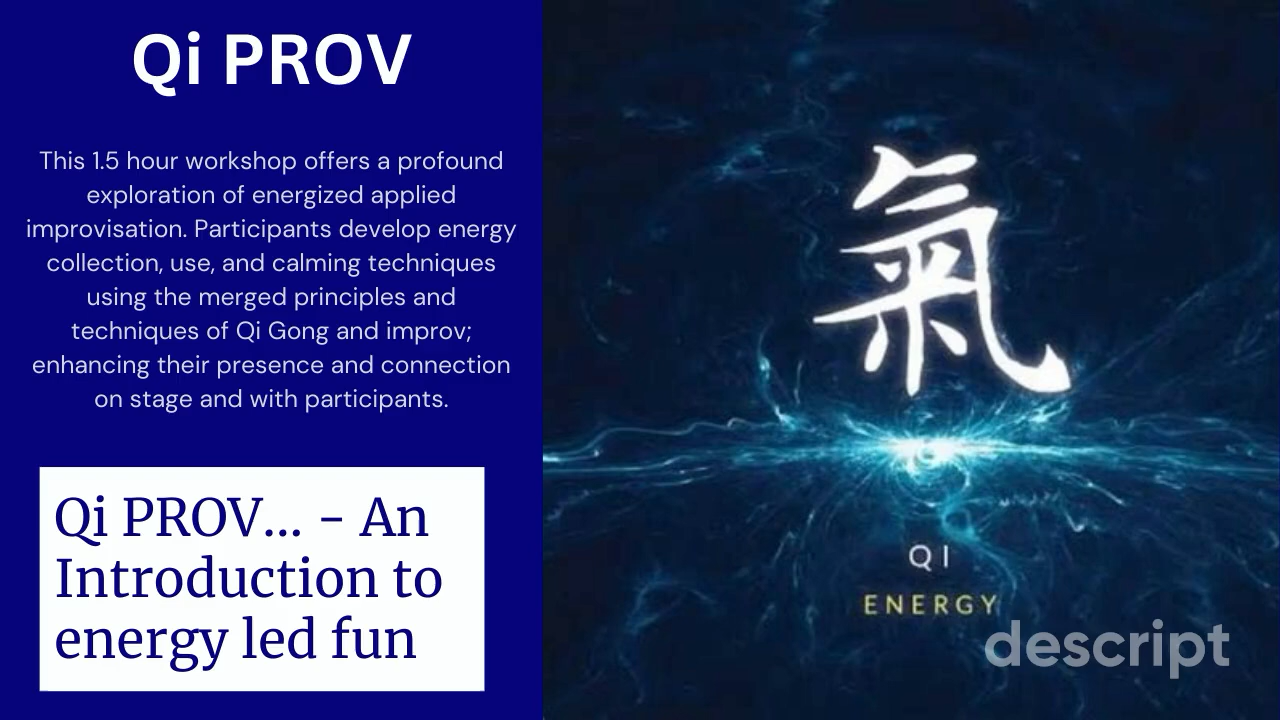 Qi PROV
This 1.5 hour workshop offers a profound
exploration of energized applied
improvisation. Participants develop energy
collection, use, and calming techniques
using the merged principles and
techniques of Qi Gong and improv;
enhancing their presence and connection
on stage and with participants.
Qi PROV... - An
Introduction to
energy led fun
氣
QI
ENERGY
descript